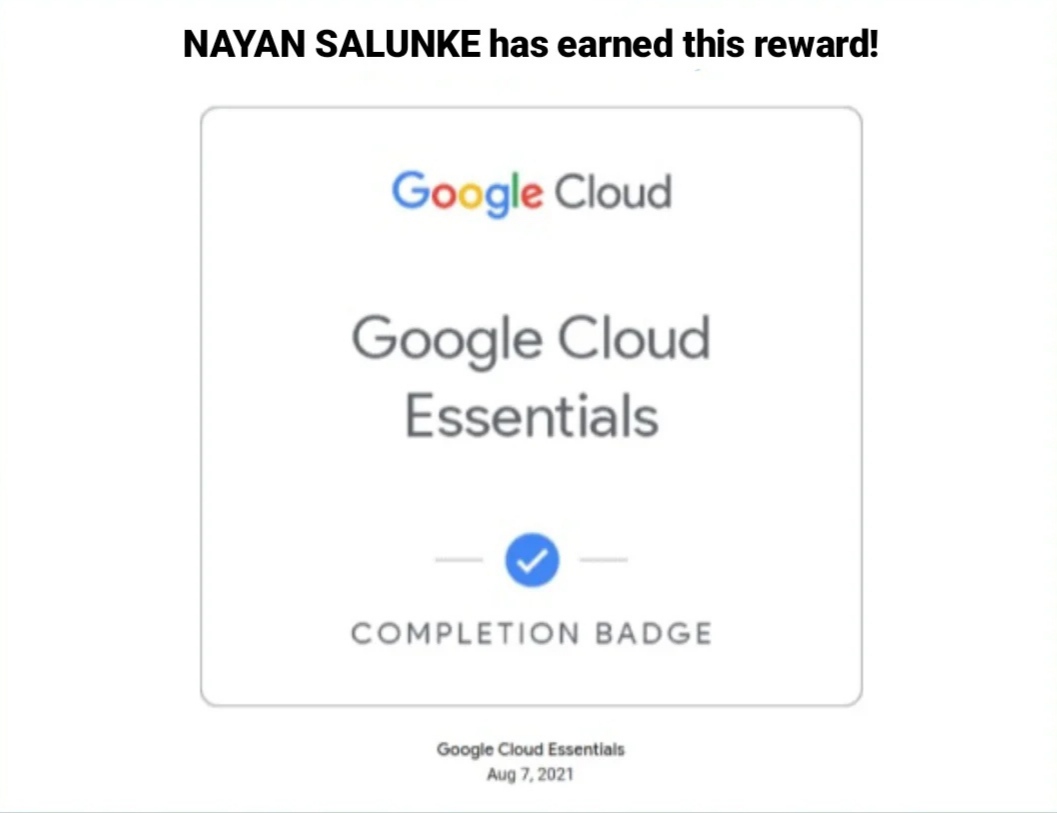 NAYAN SALUNKE has earned this reward!
Google Cloud
Google Cloud
Essentials
COMPLETION BADGE
Google Cloud Essentials
Aug 7, 2021